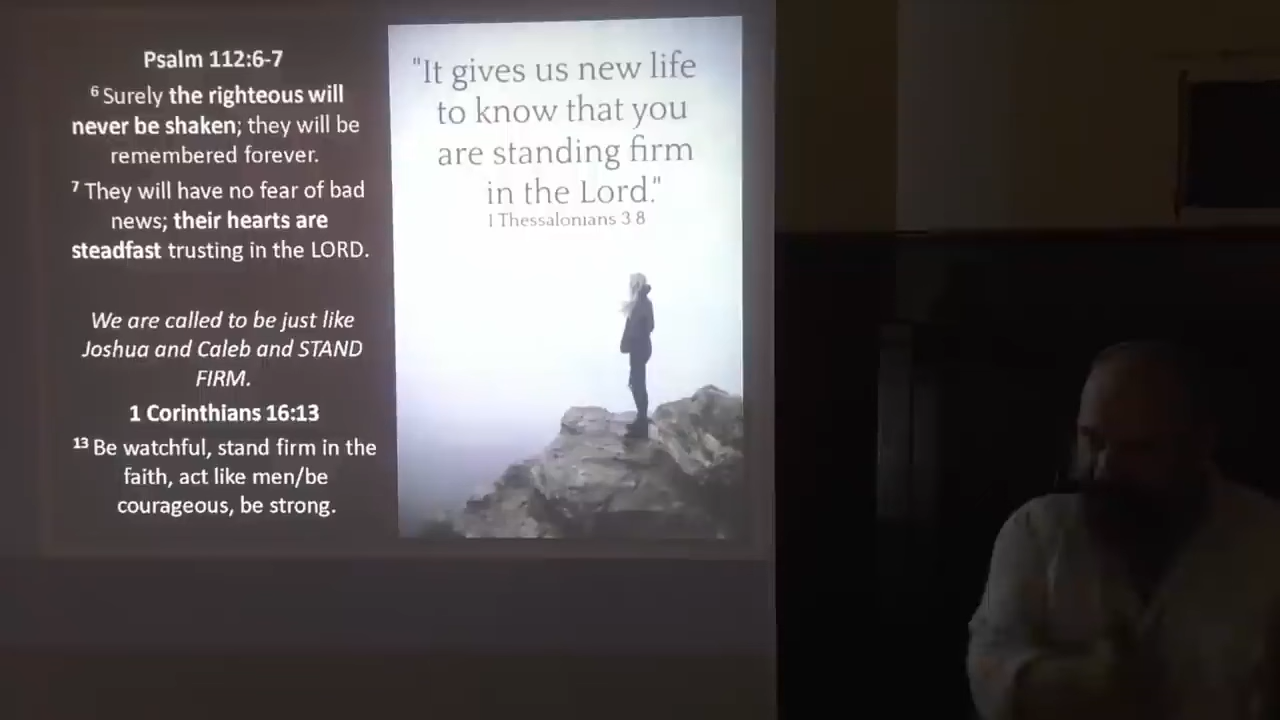 Psalm 112:6-7
6 Surely the righteous will
never be shaken; they will be
remembered forever.
7 They will have no fear of bad
news; their hearts are
steadfast trusting in the LORD.
We are called to be just like
Joshua and Caleb and STAND
FIRM.
1 Corinthians 16:13
13 Be watchful, stand firm in the
faith, act like men/be
courageous, be strong.
"It gives us new life
to know that you
are standing firm
in the Lord."
1 Thessalonians 3 8